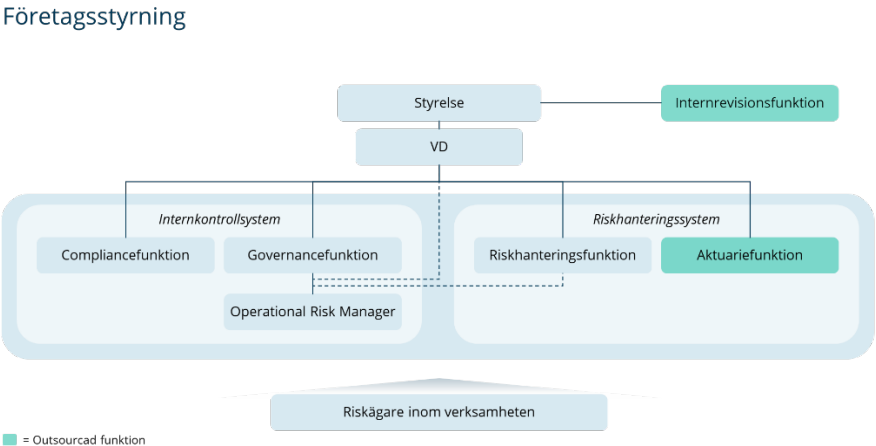 Företagsstyrning
Styrelse
Internrevisionsfunktion
VD
Internkontrollsystem
Riskhanteringssystem
Compliancefunktion
Governancefunktion
Riskhanteringsfunktion
Aktuariefunktion
Operational Risk Manager
Riskägare inom verksamheten
= Outsourcad funktion